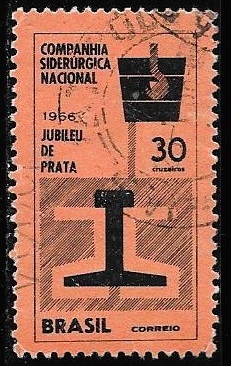 COMPANHIA
SIDERÚRGICA
NACIONAL
1966
JUBILEU
DE
PRATA
30
cruzeiros
BRASIL
CORREIO